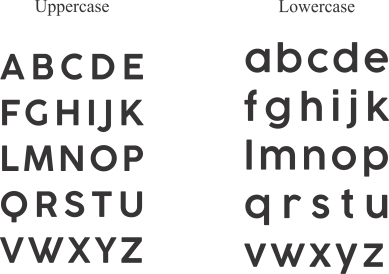 Uppercase
ABCDE
FGHIJK
LMNOP
QRSTU
VWXYZ
Lowercase
abcde
fghijk
lmnop
qrstu
vwxyz